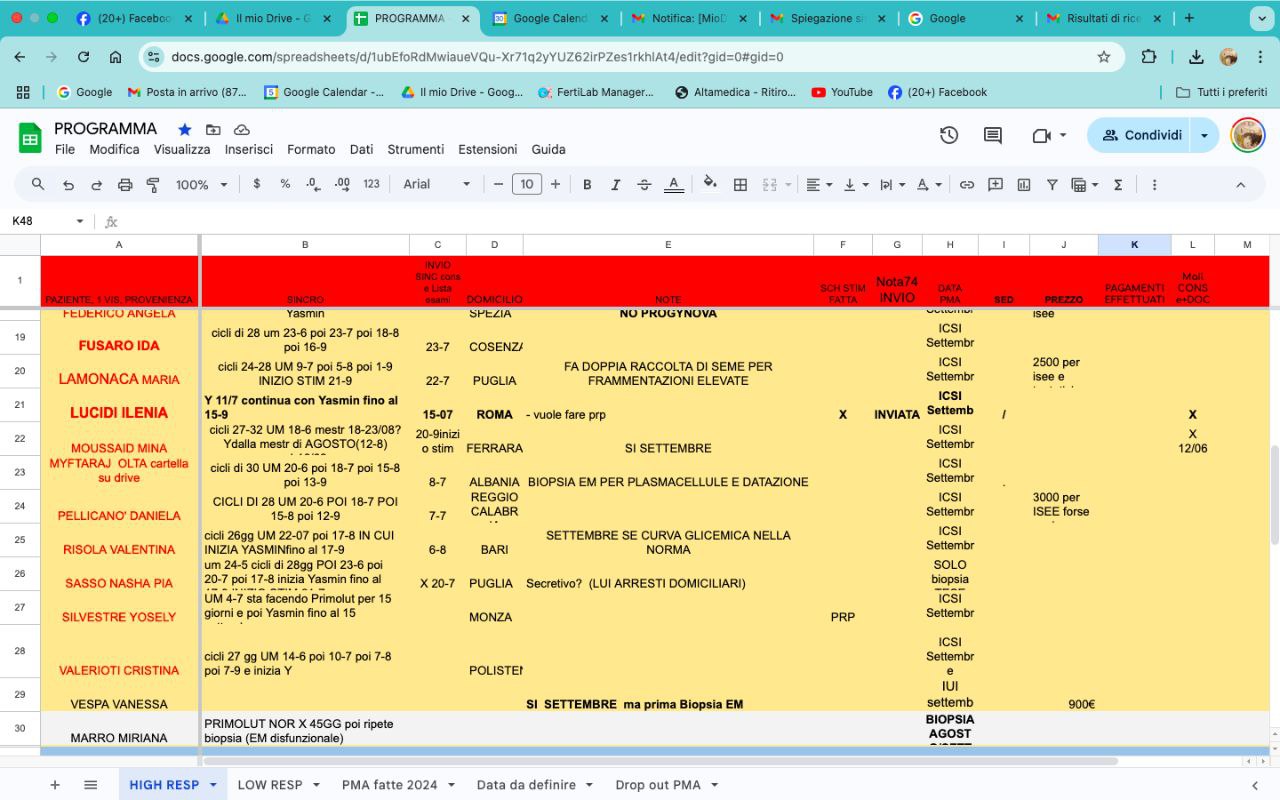 (20+) Faceboo
Il mio Drive - G
PROGRAMMA -
Google Calend
Notifica: [MioD
Spiegazione si
Google
Risultati di rice
docs.google.com/spreadsheets/d/1ubEfoRdMwiaueVQu-Xr71q2yYUZ62irPZes1rkhlAt4/edit?gid=0#gid=0
Google
Posta in arrivo (87...
Google Calendar -...
Il mio Drive - Goog...
FertiLab Manager...
Altamedica - Ritiro...
YouTube
(20+) Facebook
Tutti i preferiti
PROGRAMMA
File Modifica Visualizza Inserisci Formato Dati Strumenti Estensioni Guida
Condividi
100% $ % .0 .00 123 Arial 10 B I A
K48 fx
A B C D E F G H I J K L M
1 PAZIENTE, 1 VIS, PROVENIENZA
SINCRO
INVIO
SINC cons
e Lista
esami
DOMICILIO
NOTE
SCH STIM
FATTA
Nota74
INVIO
DATA
PMA
SED
PREZZO
PAGAMENTI
EFFETTUATI
Moli
CONS
e+DOC
FEDERICO ANGELA
Yasmin
SPEZIA
NO PROGYNOVA
Settembr
isee
19
FUSARO IDA
cicli di 28 um 23-6 poi 23-7 poi 18-8
poi 16-9
23-7
COSENZA
ICSI
Settembr
20
LAMONACA MARIA
cicli 24-28 UM 9-7 poi 5-8 poi 1-9
INIZIO STIM 21-9
22-7
PUGLIA
FA DOPPIA RACCOLTA DI SEME PER
FRAMMENTAZIONI ELEVATE
ICSI
Settembr
2500 per
isee e
21
LUCIDI ILENIA
Y 11/7 continua con Yasmin fino al
15-9
15-07
ROMA
- vuole fare prp
X
INVIATA
ICSI
Settemb
/
X
22
MOUSSAID MINA
cicli 27-32 UM 18-6 mestr 18-23/08?
Ydalla mestr di AGOSTO(12-8)
20-9inizi
o stim
FERRARA
SI SETTEMBRE
ICSI
Settembr
X
12/06
23
MYFTARAJ OLTA cartella
su drive
cicli di 30 UM 20-6 poi 18-7 poi 15-8
poi 13-9
8-7
ALBANIA
BIOPSIA EM PER PLASMACELLULE E DATAZIONE
ICSI
Settembr
.
24
PELLICANO' DANIELA
CICLI DI 28 UM 20-6 POI 18-7 POI
15-8 poi 12-9
7-7
REGGIO
CALABR
ICSI
Settembr
3000 per
ISEE forse
25
RISOLA VALENTINA
cicli 26gg UM 22-07 poi 17-8 IN CUI
INIZIA YASMINfino al 17-9
6-8
BARI
SETTEMBRE SE CURVA GLICEMICA NELLA
NORMA
ICSI
Settembr
26
SASSO NASHA PIA
um 24-5 cicli di 28gg POI 23-6 poi
20-7 poi 17-8 inizia Yasmin fino al
X 20-7
PUGLIA
Secretivo? (LUI ARRESTI DOMICILIARI)
SOLO
biopsia
27
SILVESTRE YOSELY
UM 4-7 sta facendo Primolut per 15
giorni e poi Yasmin fino al 15
MONZA
PRP
ICSI
Settembr
28
VALERIOTI CRISTINA
cicli 27 gg UM 14-6 poi 10-7 poi 7-8
poi 7-9 e inizia Y
POLISTEN
ICSI
Settembr
e
29
VESPA VANESSA
SI SETTEMBRE ma prima Biopsia EM
IUI
settemb
900€
30
MARRO MIRIANA
PRIMOLUT NOR X 45GG poi ripete
biopsia (EM disfunzionale)
BIOPSIA
AGOST
HIGH RESP
LOW RESP
PMA fatte 2024
Data da definire
Drop out PMA